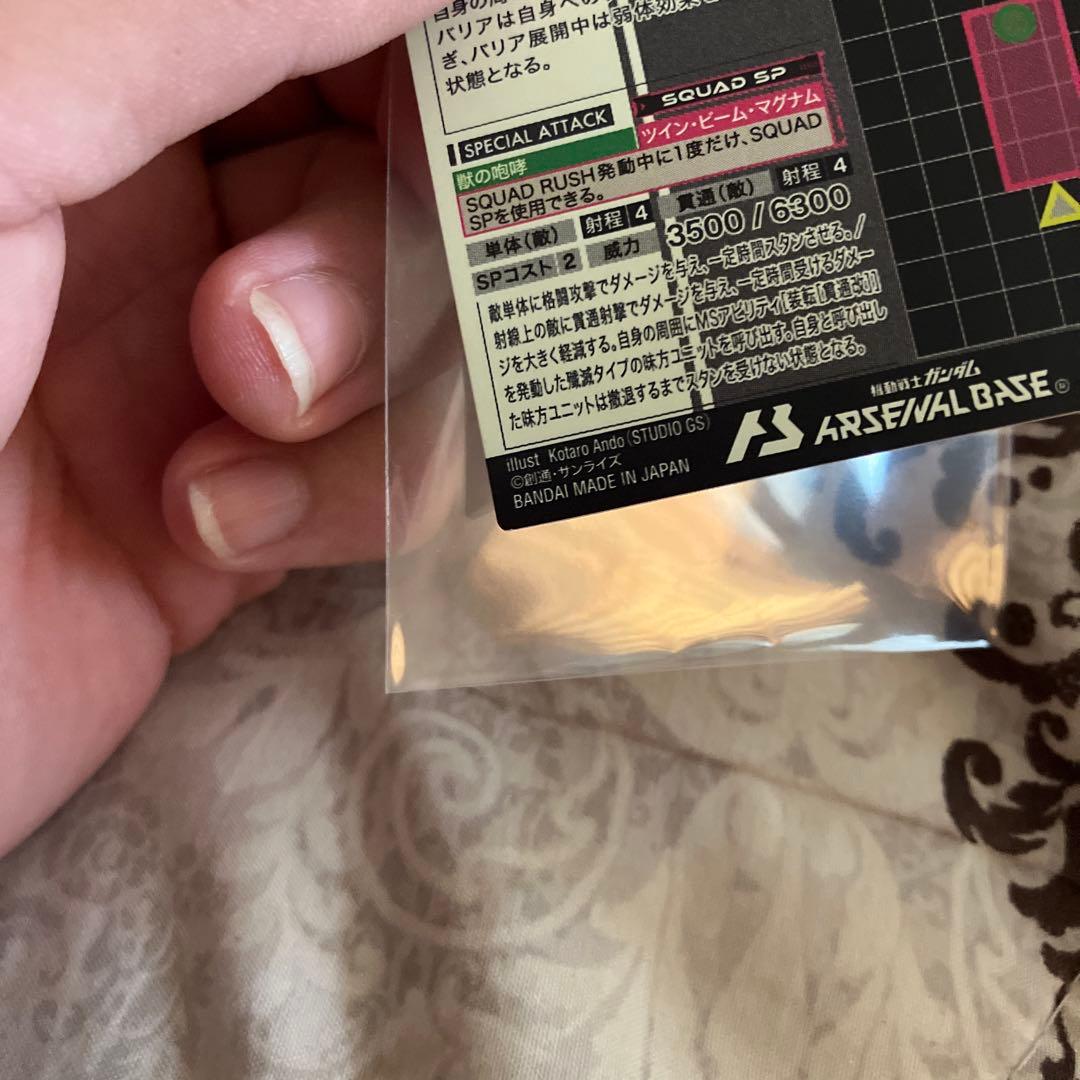 バリアは自身への
ぎ、バリア展開中は弱体効果を
状態となる。
SPECIAL ATTACK
獣の咆哮
SQUAD SP
ツイン・ビーム・マグナム
SQUAD RUSH発動中に1度だけ、SQUAD
SPを使用できる。
単体(敵) 射程 4 貫通(敵) 射程 4
SPコスト 2 威力 3500 / 6300
敵単体に格闘攻撃でダメージを与え、一定時間スタンさせる。/
射線上の敵に貫通射撃でダメージを与え、一定時間受けるダメー
ジを大きく軽減する。自身の周囲にMSアビリティ[装転[貫通改]]
を発動した殲滅タイプの味方ユニットを呼び出す。自身と呼び出し
た味方ユニットは撤退するまでスタンを受けない状態となる。
illust Kotaro Ando (STUDIO GS)
©創通・サンライズ
BANDAI MADE IN JAPAN
機動戦士ガンダム
ARSENAL BASE®